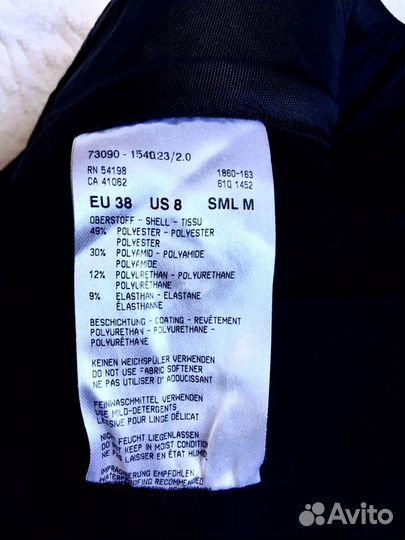 73090 - 1540.23/2.0
RN 54198 1860-163
CA 41062 610.1452
EU 38 US 8 SML M
OBERSTOFF - SHELL - TISSU
49% POLYESTER - POLYESTER
POLYESTER
30% POLYAMID - POLYAMIDE
POLYAMIDE
12% POLYURETHAN - POLYURETHANE
POLYURÉTHANE
9% ELASTHAN - ELASTANE
ÉLASTHANNE
BESCHICHTUNG - COATING - REVÊTEMENT
POLYURETHAN - POLYURETHANE -
POLYURÉTHANE
KEINEN WEICHSPÜLER VERWENDEN
DO NOT USE FABRIC SOFTENER
NE PAS UTILISER D' ADOUCISSANT
FEINWASCHMITTEL VERWENDEN
USE MILD-DETERGENTS
LESSIVE POUR LINGE DÉLICAT
FEUCHT LIEGENLASSEN
KEEP IN MOIST CONDITION
LAISSER EN ÉTAT
IMPRÄGNIERUNG EMPFOHLEN
RECOMMENDED
Avito